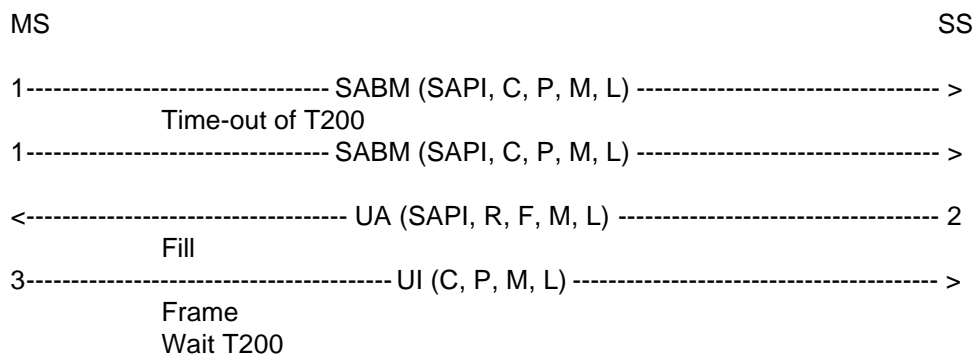 MS SS
1---------------------------------- SABM (SAPI, C, P, M, L) ---------------------------------- >
Time-out of T200
1---------------------------------- SABM (SAPI, C, P, M, L) ---------------------------------- >
<------------------------------------ UA (SAPI, R, F, M, L) ------------------------------------ 2
Fill
3----------------------------------------- UI (C, P, M, L) ----------------------------------------- >
Frame
Wait T200